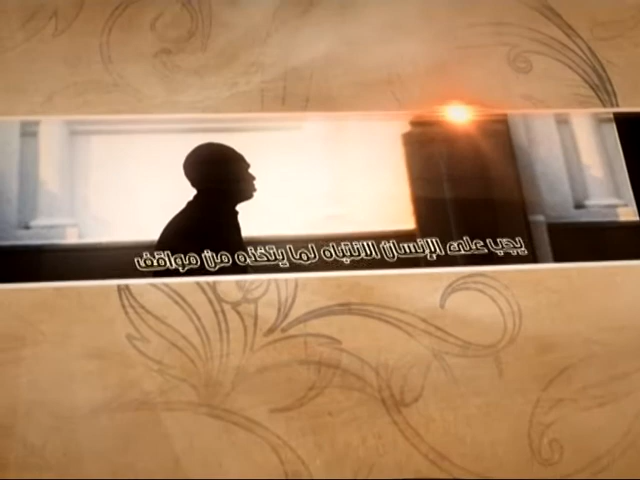 يجب على الإنسان الانتباه لما يتخذه من مواقف